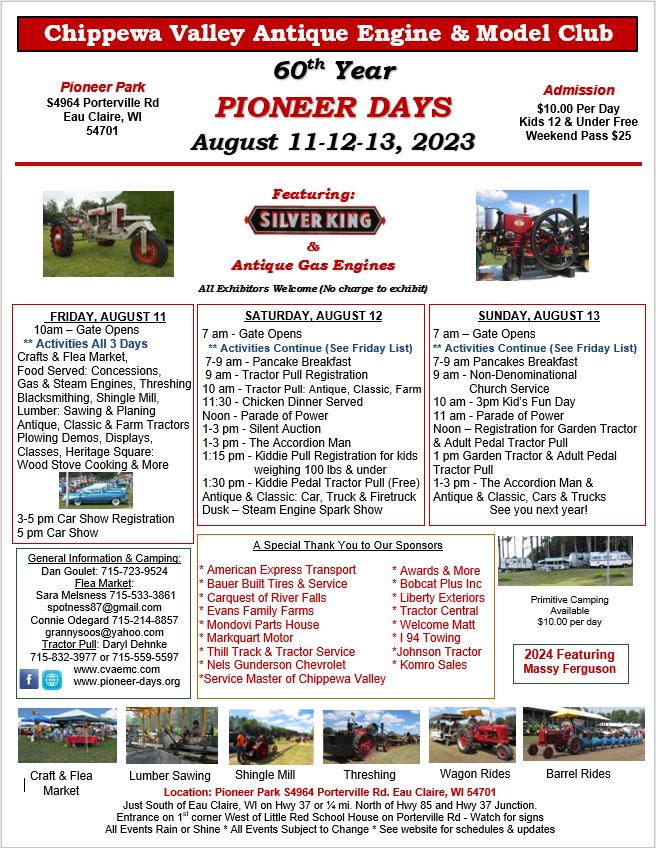 Chippewa Valley Antique Engine & Model Club
60th Year
PIONEER DAYS
August 11-12-13, 2023
Pioneer Park
S4964 Porterville Rd
Eau Claire, WI
54701
Admission
$10.00 Per Day
Kids 12 & Under Free
Weekend Pass $25
Featuring:
SILVER KING
&
Antique Gas Engines
All Exhibitors Welcome (No charge to exhibit)
FRIDAY, AUGUST 11
10am – Gate Opens
** Activities All 3 Days
Crafts & Flea Market,
Food Served: Concessions,
Gas & Steam Engines, Threshing
Blacksmithing, Shingle Mill,
Lumber: Sawing & Planing
Antique, Classic & Farm Tractors
Plowing Demos, Displays,
Classes, Heritage Square:
Wood Stove Cooking & More
3-5 pm Car Show Registration
5 pm Car Show
SATURDAY, AUGUST 12
7 am - Gate Opens
** Activities Continue (See Friday List)
7-9 am - Pancake Breakfast
9 am - Tractor Pull Registration
10 am - Tractor Pull: Antique, Classic, Farm
11:30 - Chicken Dinner Served
Noon - Parade of Power
1-3 pm - Silent Auction
1-3 pm - The Accordion Man
1:15 pm - Kiddie Pull Registration for kids
weighing 100 lbs & under
1:30 pm - Kiddie Pedal Tractor Pull (Free)
Antique & Classic: Car, Truck & Firetruck
Dusk – Steam Engine Spark Show
SUNDAY, AUGUST 13
7 am – Gate Opens
** Activities Continue (See Friday List)
7-9 am Pancakes Breakfast
9 am - Non-Denominational
Church Service
10 am - 3pm Kid's Fun Day
11 am - Parade of Power
Noon – Registration for Garden Tractor
& Adult Pedal Tractor Pull
1 pm Garden Tractor & Adult Pedal
Tractor Pull
1-3 pm - The Accordion Man &
Antique & Classic, Cars & Trucks
See you next year!
General Information & Camping:
Dan Goulet: 715-723-9524
Flea Market:
Sara Melsness 715-533-3861
spotness87@gmail.com
Connie Odegard 715-214-8857
grannysoos@yahoo.com
Tractor Pull: Daryl Dehnke
715-832-3977 or 715-559-5597
www.cvaemc.com
www.pioneer-days.org
A Special Thank You to Our Sponsors
* American Express Transport
* Bauer Built Tires & Service
* Carquest of River Falls
* Evans Family Farms
* Mondovi Parts House
* Markquart Motor
* Thill Track & Tractor Service
* Nels Gunderson Chevrolet
*Service Master of Chippewa Valley
* Awards & More
* Bobcat Plus Inc
* Liberty Exteriors
* Tractor Central
* Welcome Matt
* I 94 Towing
*Johnson Tractor
* Komro Sales
Primitive Camping
Available
$10.00 per day
2024 Featuring
Massy Ferguson
Craft & Flea
Market
Lumber Sawing
Shingle Mill
Threshing
Wagon Rides
Barrel Rides
Location: Pioneer Park S4964 Porterville Rd. Eau Claire, WI 54701
Just South of Eau Claire, WI on Hwy 37 or ¼ mi. North of Hwy 85 and Hwy 37 Junction.
Entrance on 1st corner West of Little Red School House on Porterville Rd - Watch for signs
All Events Rain or Shine * All Events Subject to Change * See website for schedules & updates